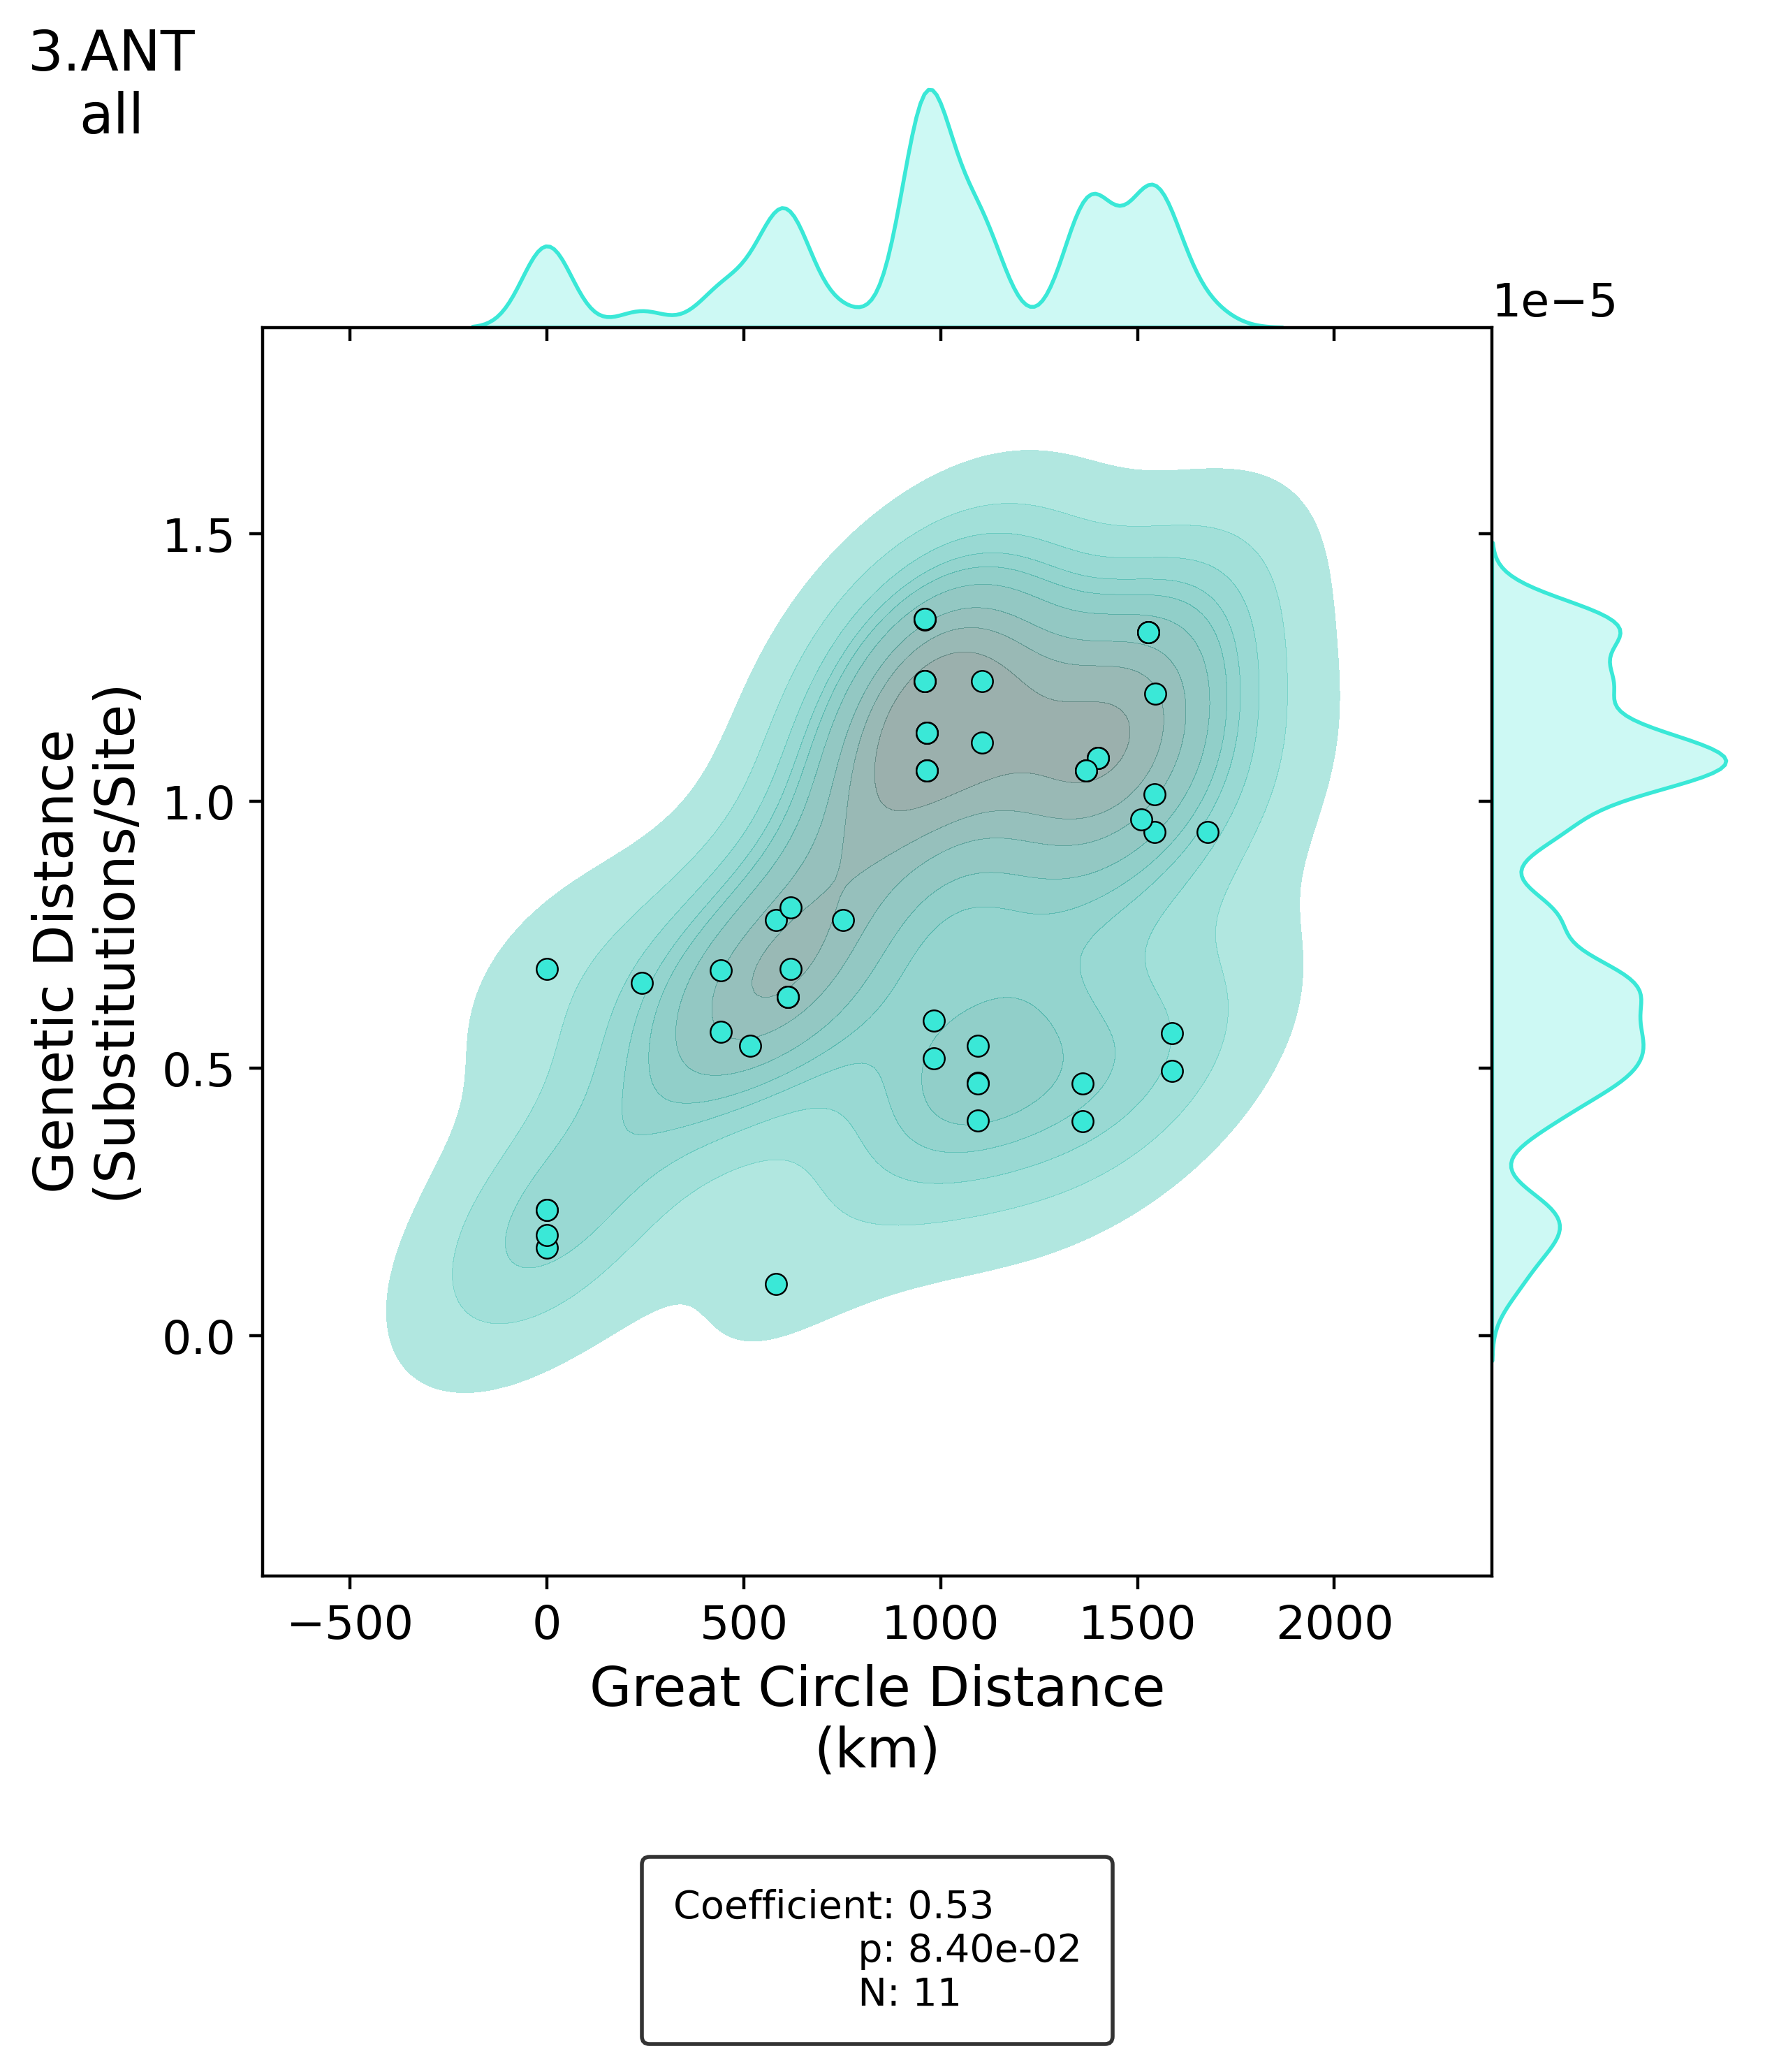 3.ANT
all
1e−5
1.5
1.0
0.5
0.0
Genetic Distance
(Substitutions/Site)
−500 0 500 1000 1500 2000
Great Circle Distance
(km)
Coefficient: 0.53
p: 8.40e-02
N: 11